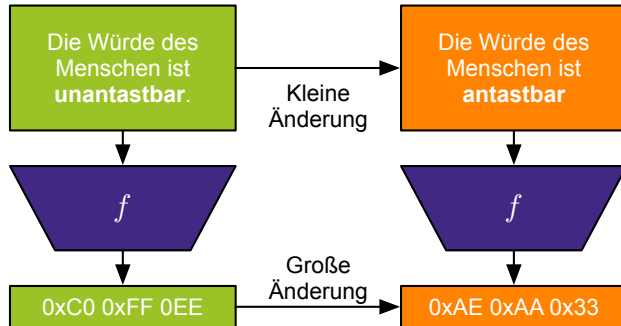 Die Würde des
Menschen ist
unantastbar.
Kleine
Änderung
Die Würde des
Menschen ist
antastbar
f
f
0xC0 0xFF 0EE
Große
Änderung
0xAE 0xAA 0x33